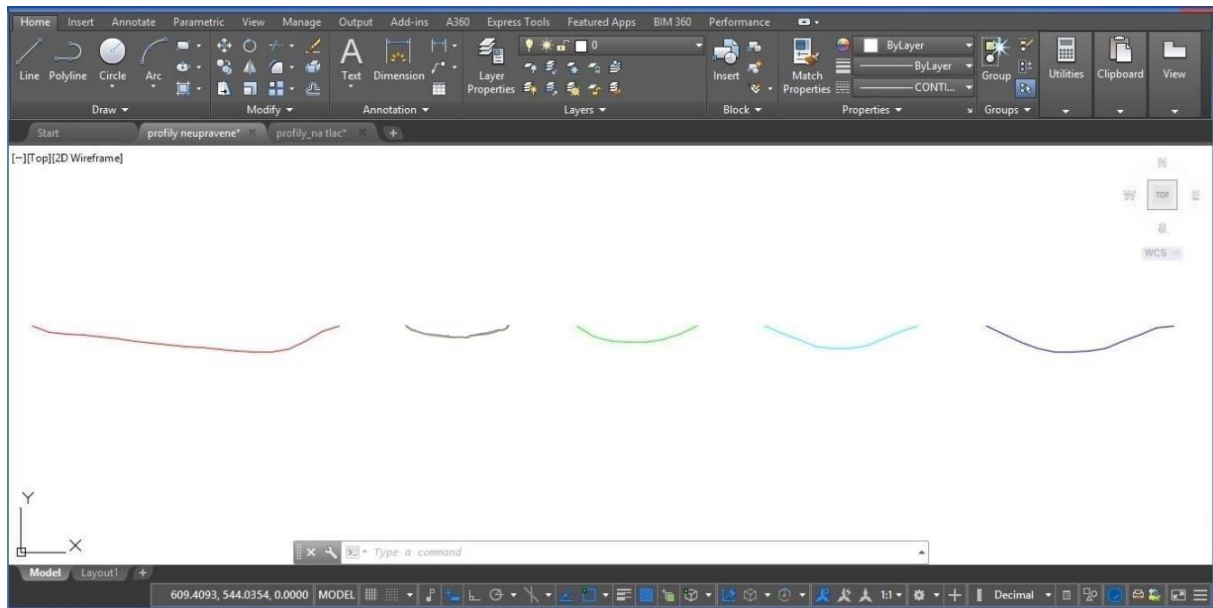 Home Insert Annotate Parametric View Manage Output Add-ins A360 Express Tools Featured Apps BIM 360 Performance
Line Polyline Circle Arc
Text Dimension
Layer Properties
0
Insert
Match Properties
ByLayer
ByLayer
CONTI...
Group
Utilities Clipboard View
Draw Modify Annotation Layers Block Properties Groups
Start profily neupravene* profily_na tlac*
[−][Top][2D Wireframe]
N
W TOP E
S
WCS
Y
X
Type a command
Model Layout1
609.4093, 544.0354, 0.0000 MODEL 1:1 Decimal